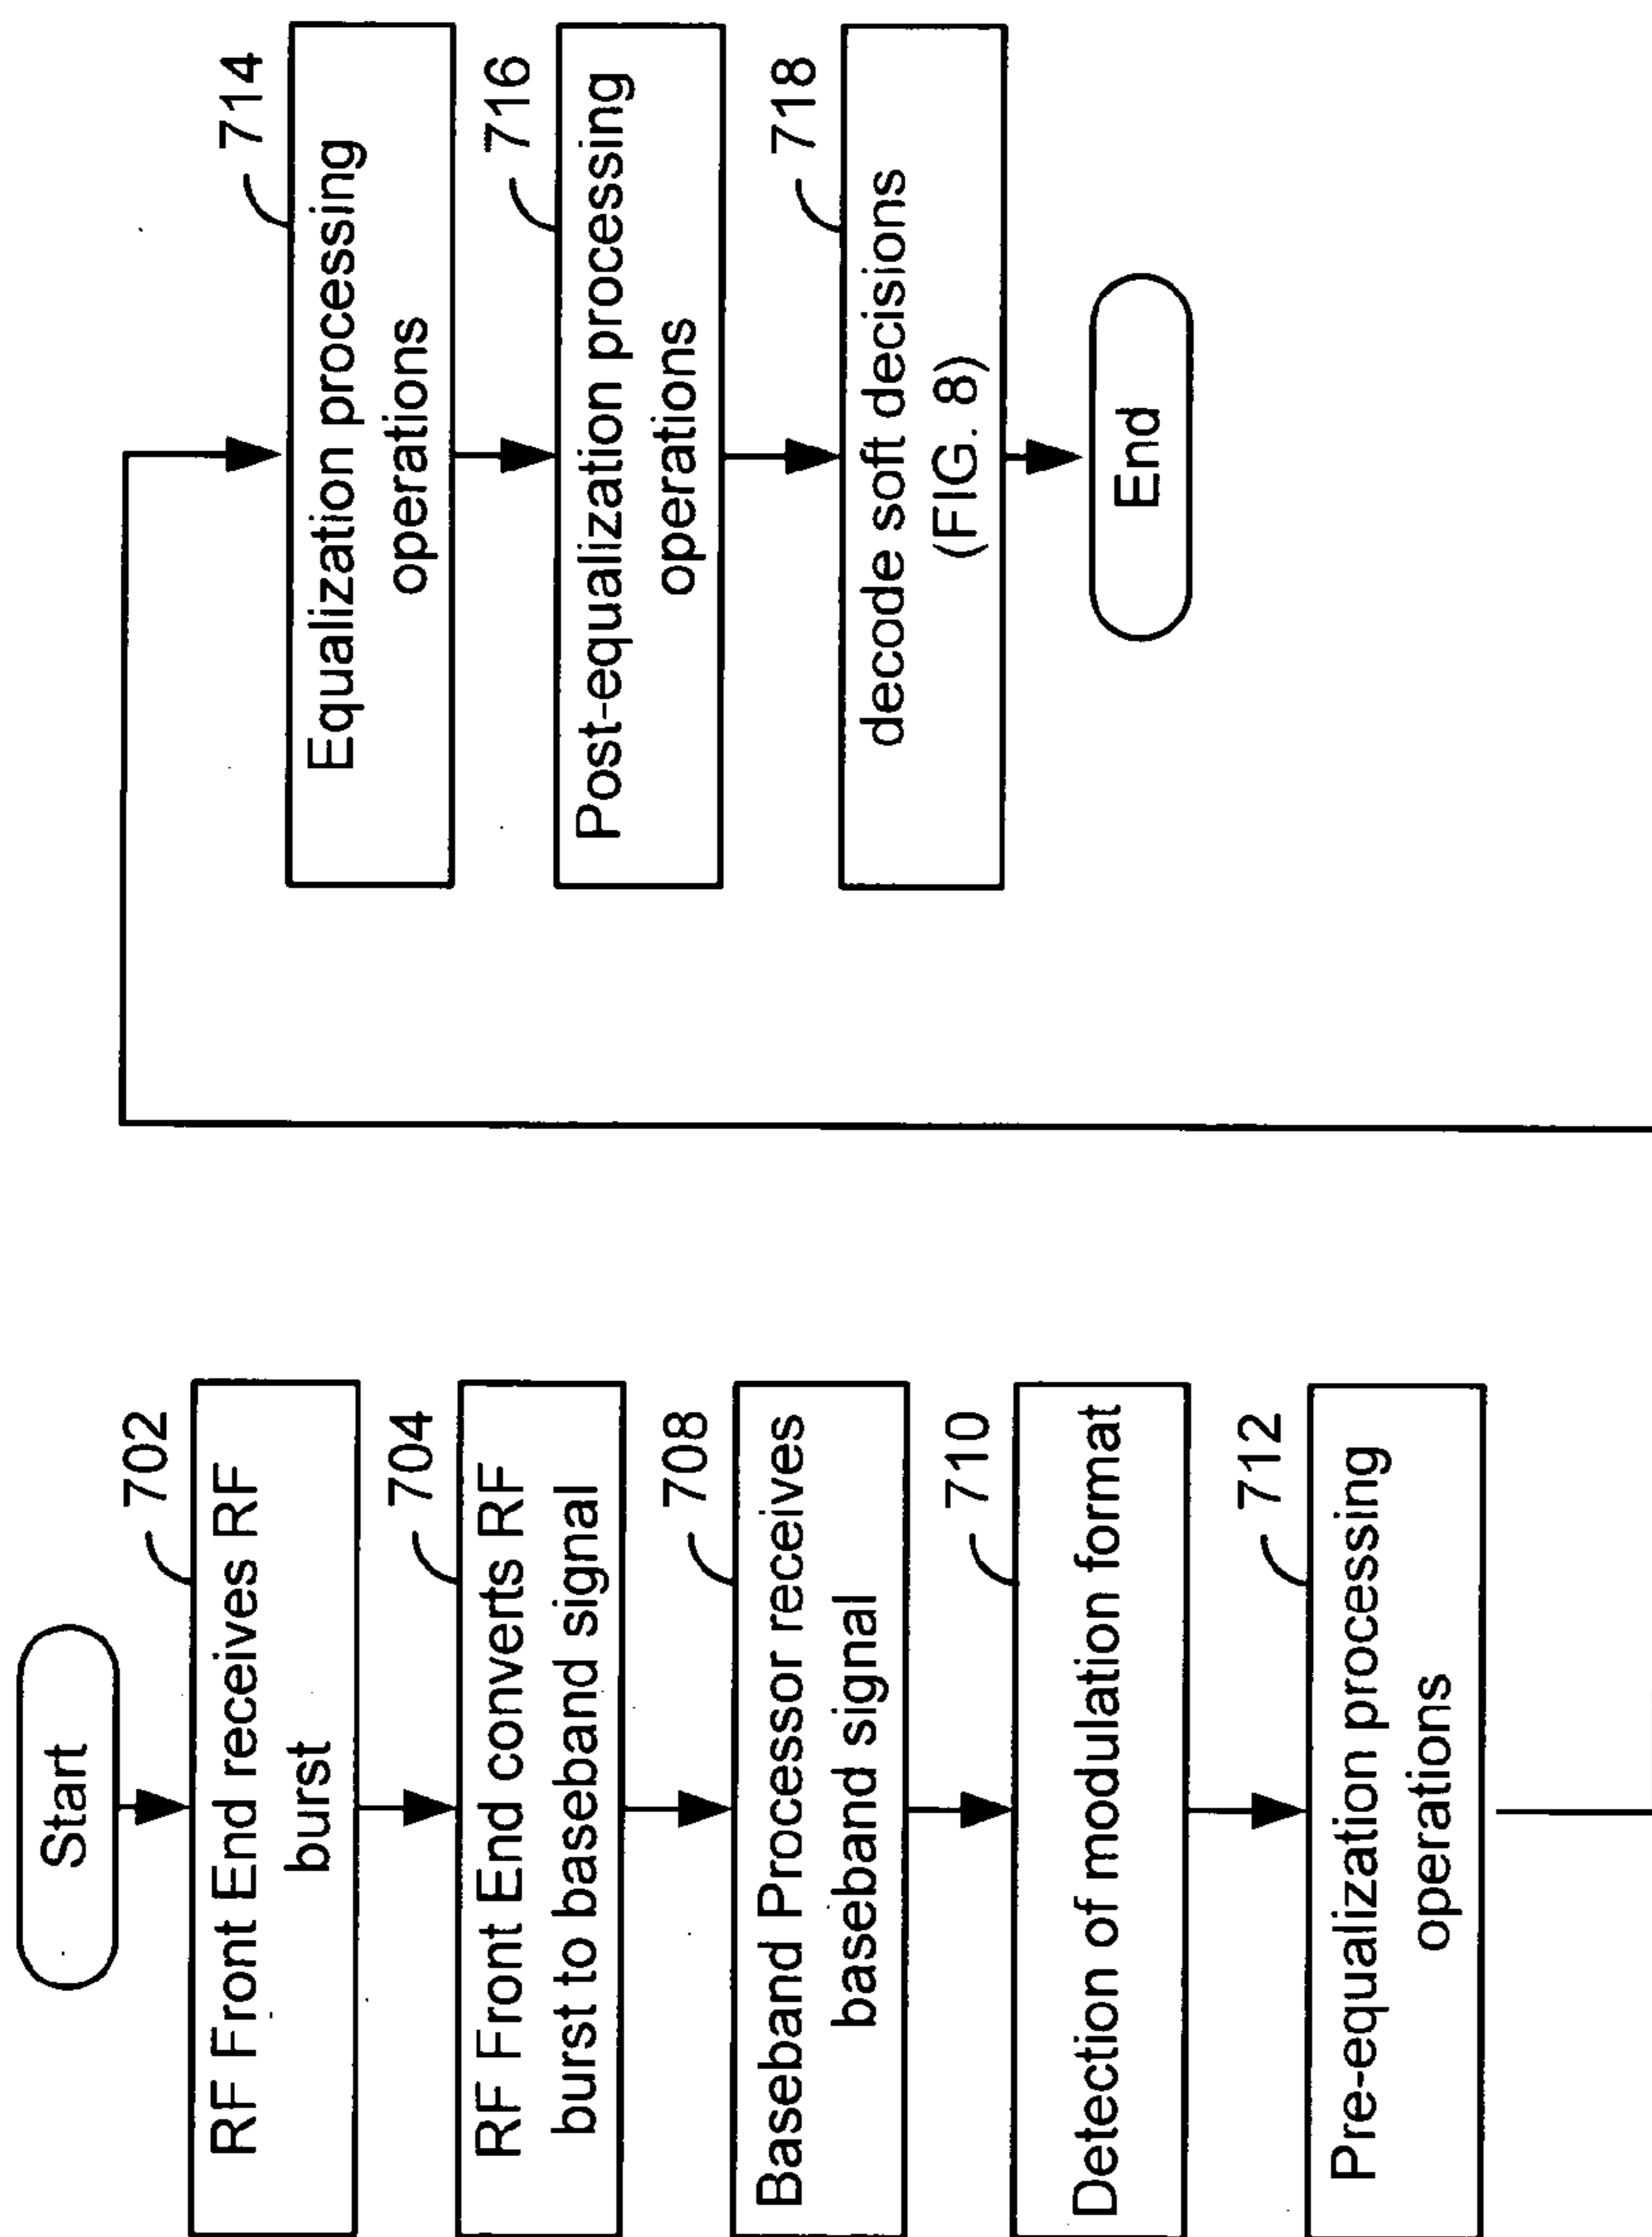 Start
702
RF Front End receives RF
burst
704
RF Front End converts RF
burst to baseband signal
708
Baseband Processor receives
baseband signal
710
Detection of modulation format
712
Pre-equalization processing
operations
714
Equalization processing
operations
716
Post-equalization processing
operations
718
decode soft decisions
(FIG. 8)
End